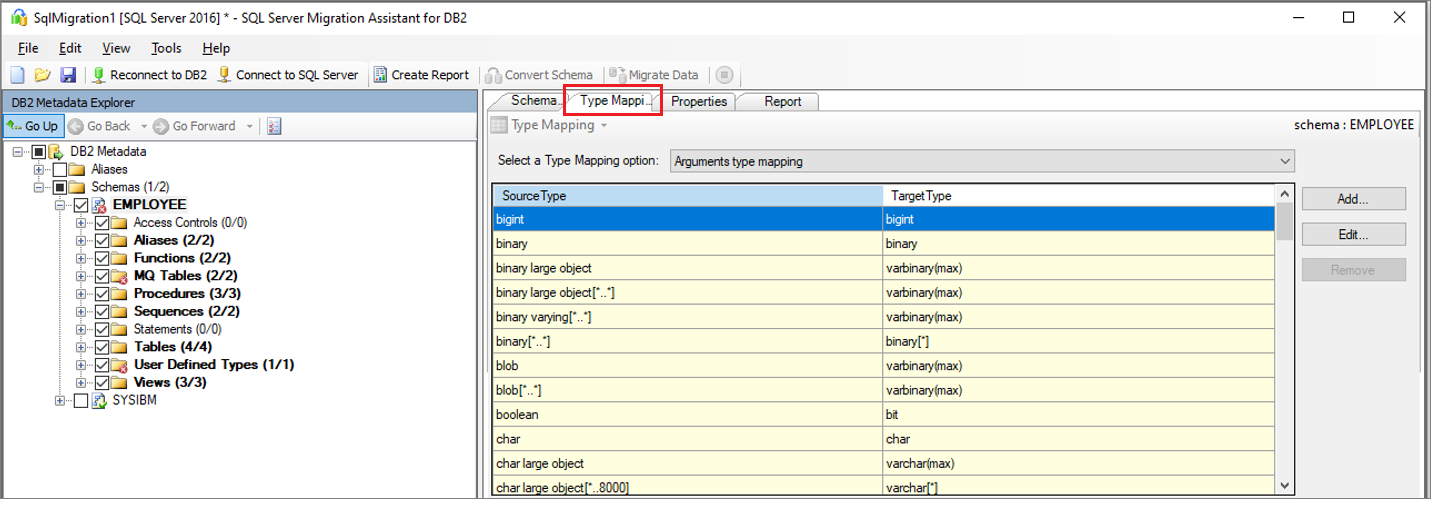 SqlMigration1 [SQL Server 2016] * - SQL Server Migration Assistant for DB2
File Edit View Tools Help
Reconnect to DB2 Connect to SQL Server Create Report Convert Schema Migrate Data
DB2 Metadata Explorer
Go Up Go Back Go Forward
DB2 Metadata
Aliases
Schemas (1/2)
EMPLOYEE
Access Controls (0/0)
Aliases (2/2)
Functions (2/2)
MQ Tables (2/2)
Procedures (3/3)
Sequences (2/2)
Statements (0/0)
Tables (4/4)
User Defined Types (1/1)
Views (3/3)
SYSIBM
Schema... Type Mappi... Properties Report
Type Mapping schema : EMPLOYEE
Select a Type Mapping option: Arguments type mapping
SourceType TargetType
bigint bigint
binary binary
binary large object varbinary(max)
binary large object[*..*] varbinary(max)
binary varying[*..*] varbinary(max)
binary[*..*] binary[*]
blob varbinary(max)
blob[*..*] varbinary(max)
boolean bit
char char
char large object varchar(max)
char large object[*..8000] varchar[*]
Add...
Edit...
Remove